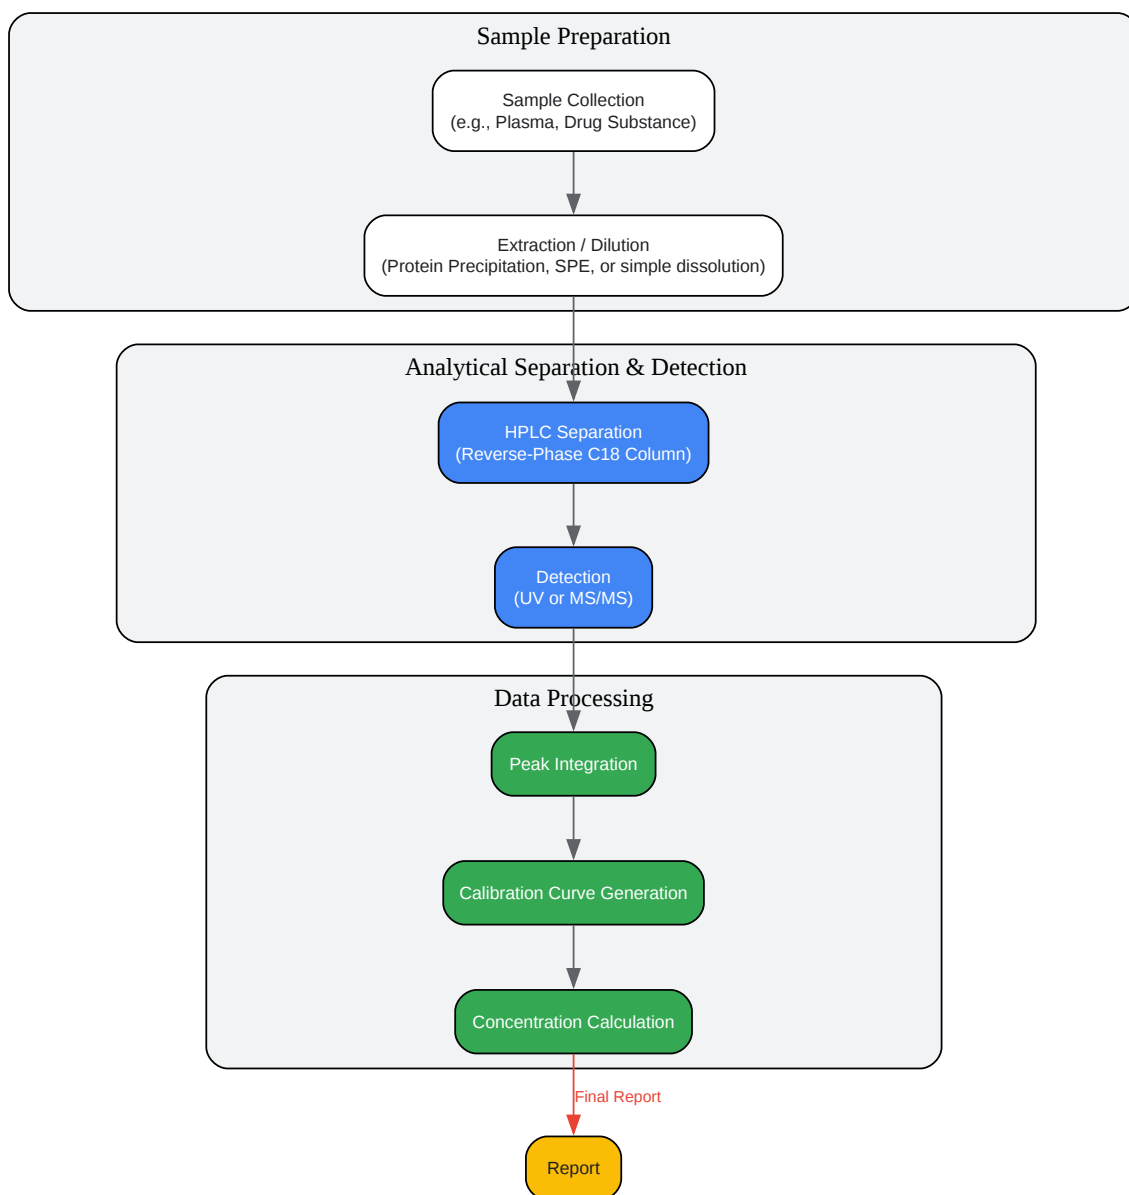 Sample Preparation
Sample Collection
(e.g., Plasma, Drug Substance)
Extraction / Dilution
(Protein Precipitation, SPE, or simple dissolution)
Analytical Separation & Detection
HPLC Separation
(Reverse-Phase C18 Column)
Detection
(UV or MS/MS)
Data Processing
Peak Integration
Calibration Curve Generation
Concentration Calculation
Final Report
Report